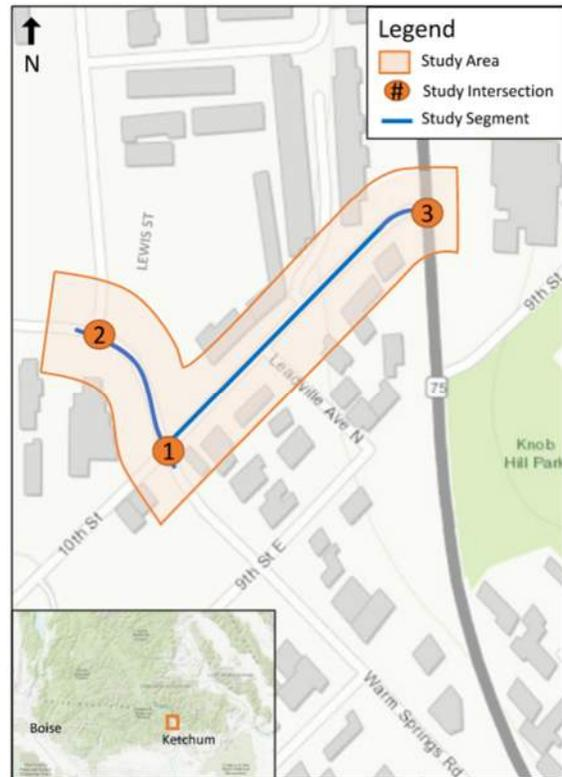 N
Legend
Study Area
# Study Intersection
Study Segment
LEWIS ST
3
2
9th St
75
Leadville Ave N
1
Knob
Hill Park
10th St
9th St E
Warm Springs Rd
Boise
Ketchum